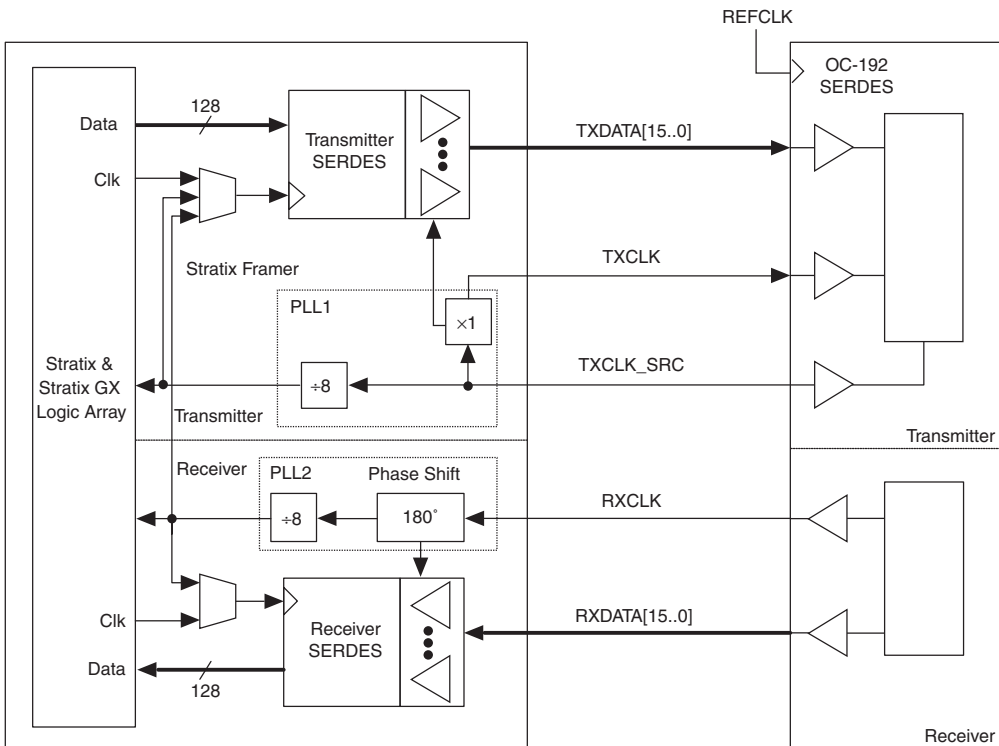 REFCLK
OC-192
SERDES
128
Data
Transmitter
SERDES
TXDATA[15..0]
Clk
Stratix Framer
TXCLK
PLL1
×1
Stratix &
Stratix GX
Logic Array
÷8
TXCLK_SRC
Transmitter
Transmitter
Receiver
PLL2
Phase Shift
÷8
180˚
RXCLK
Clk
Receiver
SERDES
RXDATA[15..0]
Data
128
Receiver